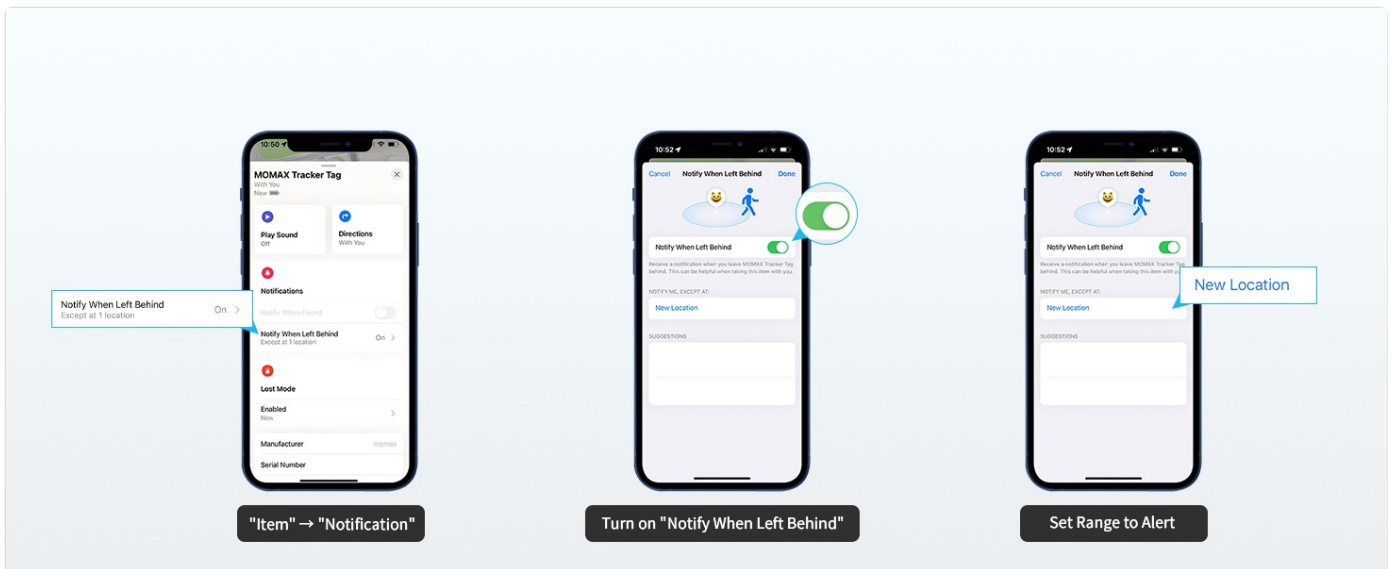 10:50
MOMAX Tracker Tag
With You
Now
Play Sound
Off
Directions
With You
Notifications
Notify When Found
Notify When Left Behind
Except at 1 location
On
Lost Mode
Enabled
Now
Manufacturer
momax
Serial Number
Notify When Left Behind
Except at 1 location
On
"Item" → "Notification"
10:52
Cancel
Notify When Left Behind
Done
Notify When Left Behind
Receive a notification when you leave MOMAX Tracker Tag
behind. This can be helpful when taking this item with you.
NOTIFY ME, EXCEPT AT:
New Location
SUGGESTIONS
Turn on "Notify When Left Behind"
10:52
Cancel
Notify When Left Behind
Done
Notify When Left Behind
Receive a notification when you leave MOMAX Tracker Tag
behind. This can be helpful when taking this item with
NOTIFY ME, EXCEPT AT:
New Location
SUGGESTIONS
New Location
Set Range to Alert